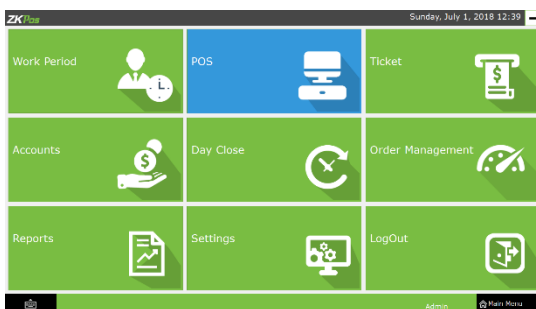 ZKPos
Sunday, July 1, 2018 12:39
Work Period
POS
Ticket
Accounts
Day Close
Order Management
Reports
Settings
LogOut
Admin
Main Menu